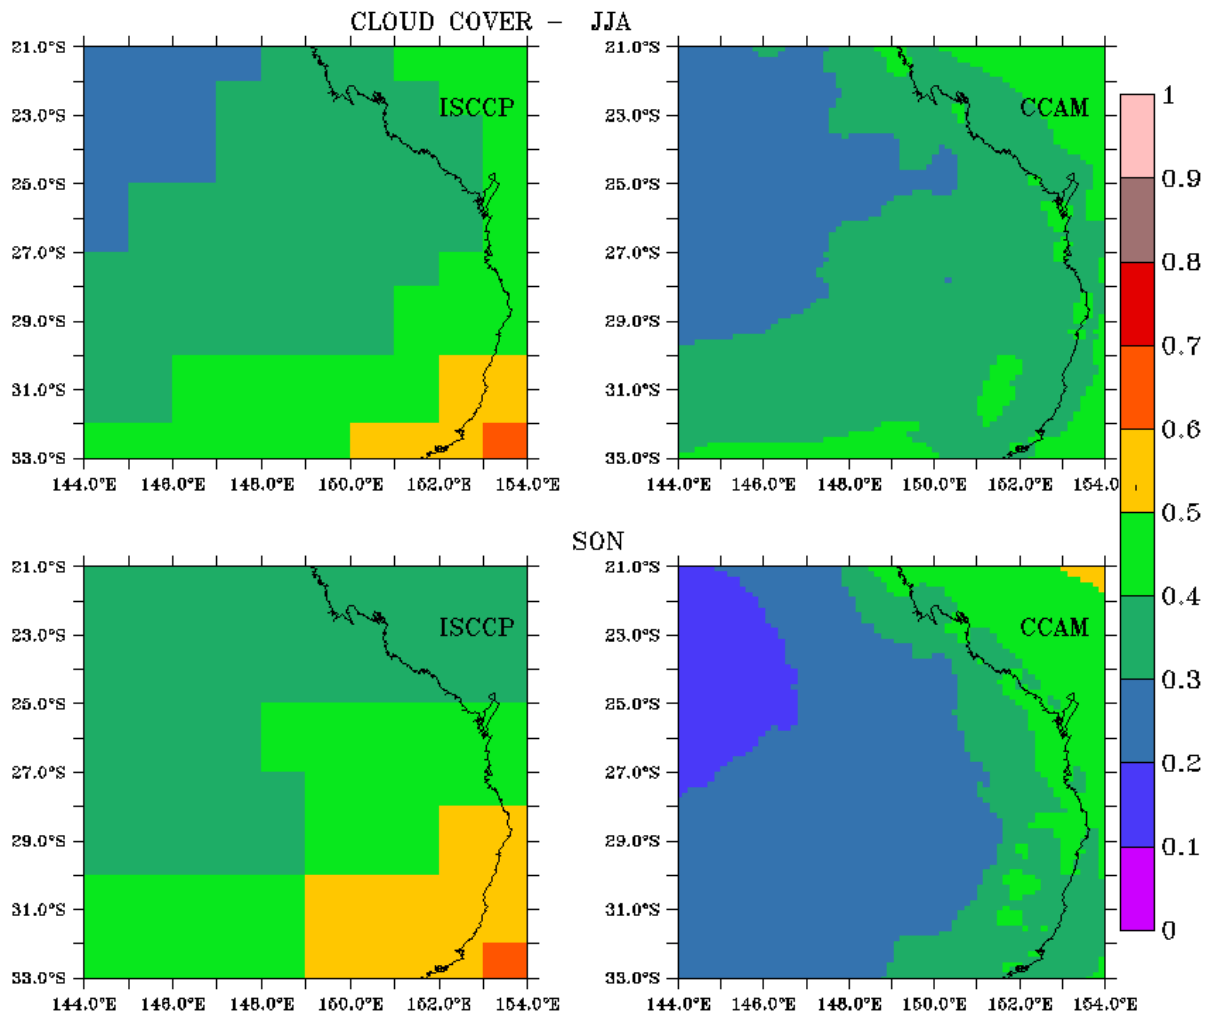 CLOUD COVER - JJA
21.0°S
23.0°S
25.0°S
27.0°S
29.0°S
31.0°S
33.0°S
ISCCP
144.0°E 146.0°E 148.0°E 150.0°E 152.0°E 154.0°E
21.0°S
23.0°S
25.0°S
27.0°S
29.0°S
31.0°S
33.0°S
CCAM
144.0°E 146.0°E 148.0°E 150.0°E 152.0°E 154.0
1
0.9
0.8
0.7
0.6
0.5
0.4
0.3
0.2
0.1
0
SON
21.0°S
23.0°S
25.0°S
27.0°S
29.0°S
31.0°S
33.0°S
ISCCP
144.0°E 146.0°E 148.0°E 150.0°E 152.0°E 154.0°E
21.0°S
23.0°S
25.0°S
27.0°S
29.0°S
31.0°S
33.0°S
CCAM
144.0°E 146.0°E 148.0°E 150.0°E 152.0°E 154.0°E